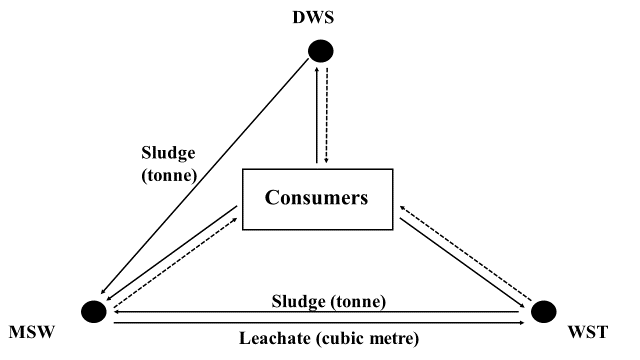 DWS
Sludge
(tonne)
Consumers
Sludge (tonne)
MSW
WST
Leachate (cubic metre)